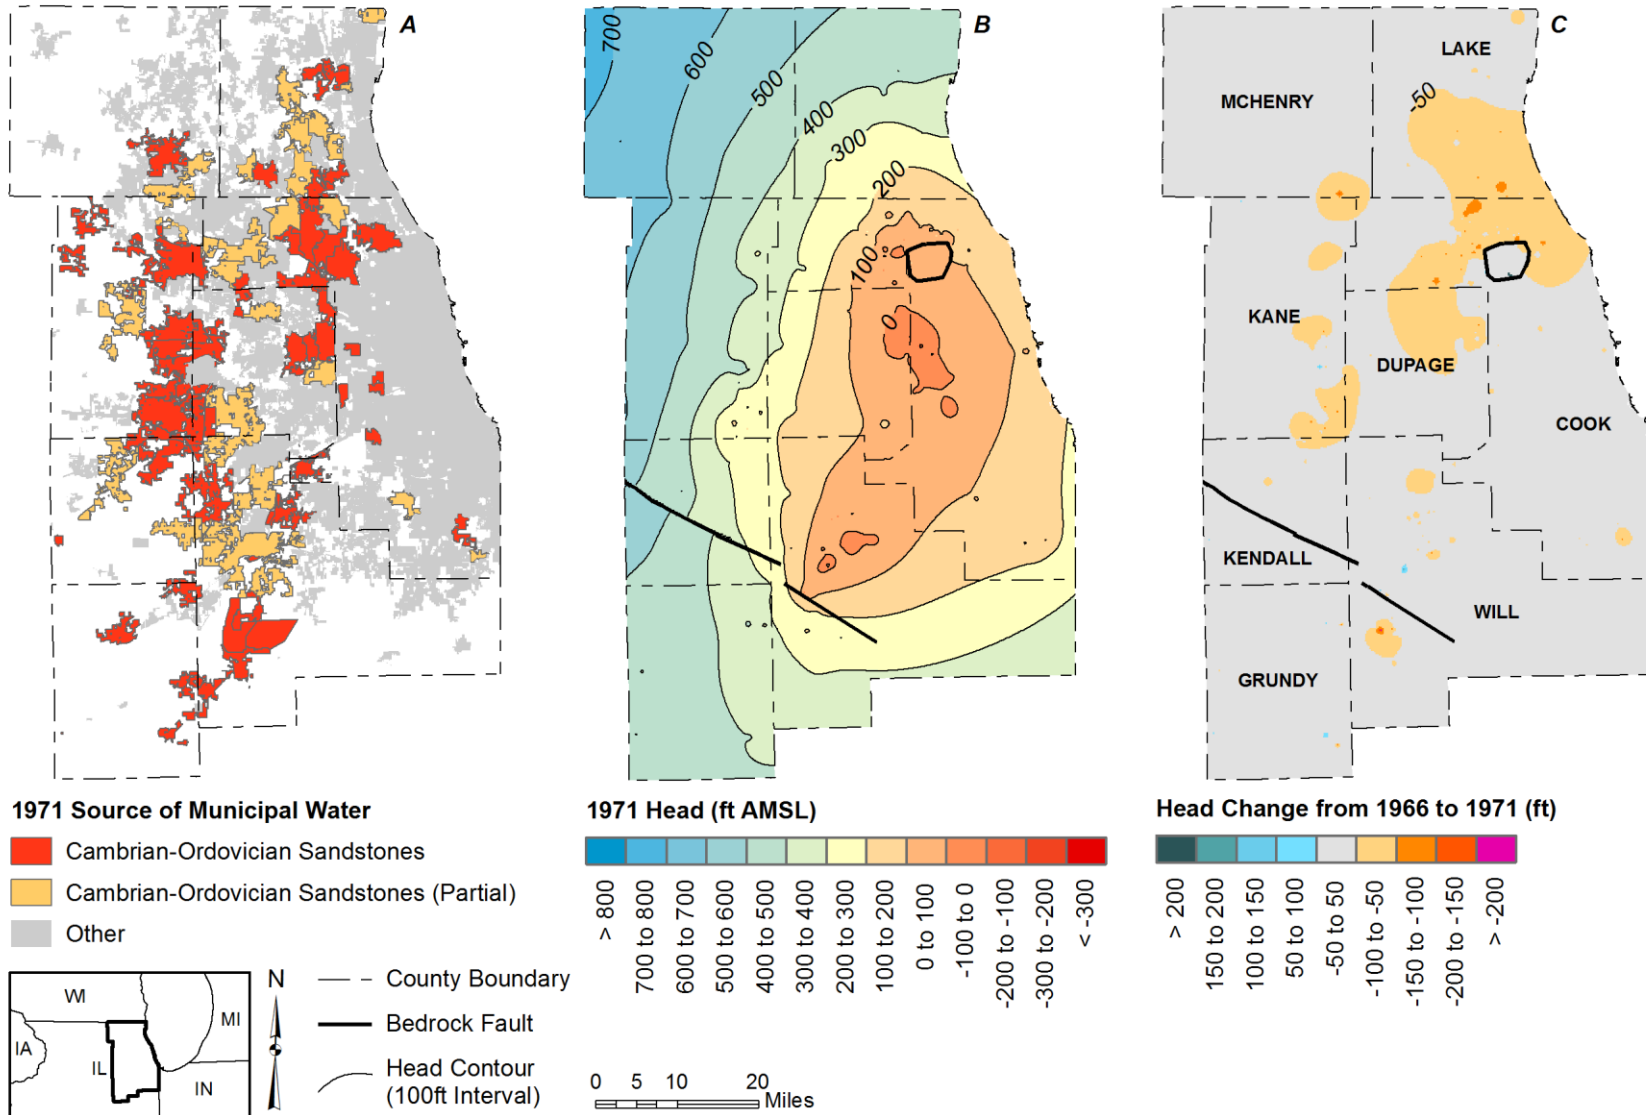 A
B
C
700
600
500
400
300
200
100
0
LAKE
-50
MCHENRY
KANE
DUPAGE
COOK
KENDALL
WILL
GRUNDY
1971 Source of Municipal Water
Cambrian-Ordovician Sandstones
Cambrian-Ordovician Sandstones (Partial)
Other
WI
MI
IA
IL
IN
N
County Boundary
Bedrock Fault
Head Contour
(100ft Interval)
1971 Head (ft AMSL)
> 800
700 to 800
600 to 700
500 to 600
400 to 500
300 to 400
200 to 300
100 to 200
0 to 100
-100 to 0
-200 to -100
-300 to -200
< -300
0 5 10 20
Miles
Head Change from 1966 to 1971 (ft)
> 200
150 to 200
100 to 150
50 to 100
-50 to 50
-100 to -50
-150 to -100
-200 to -150
> -200